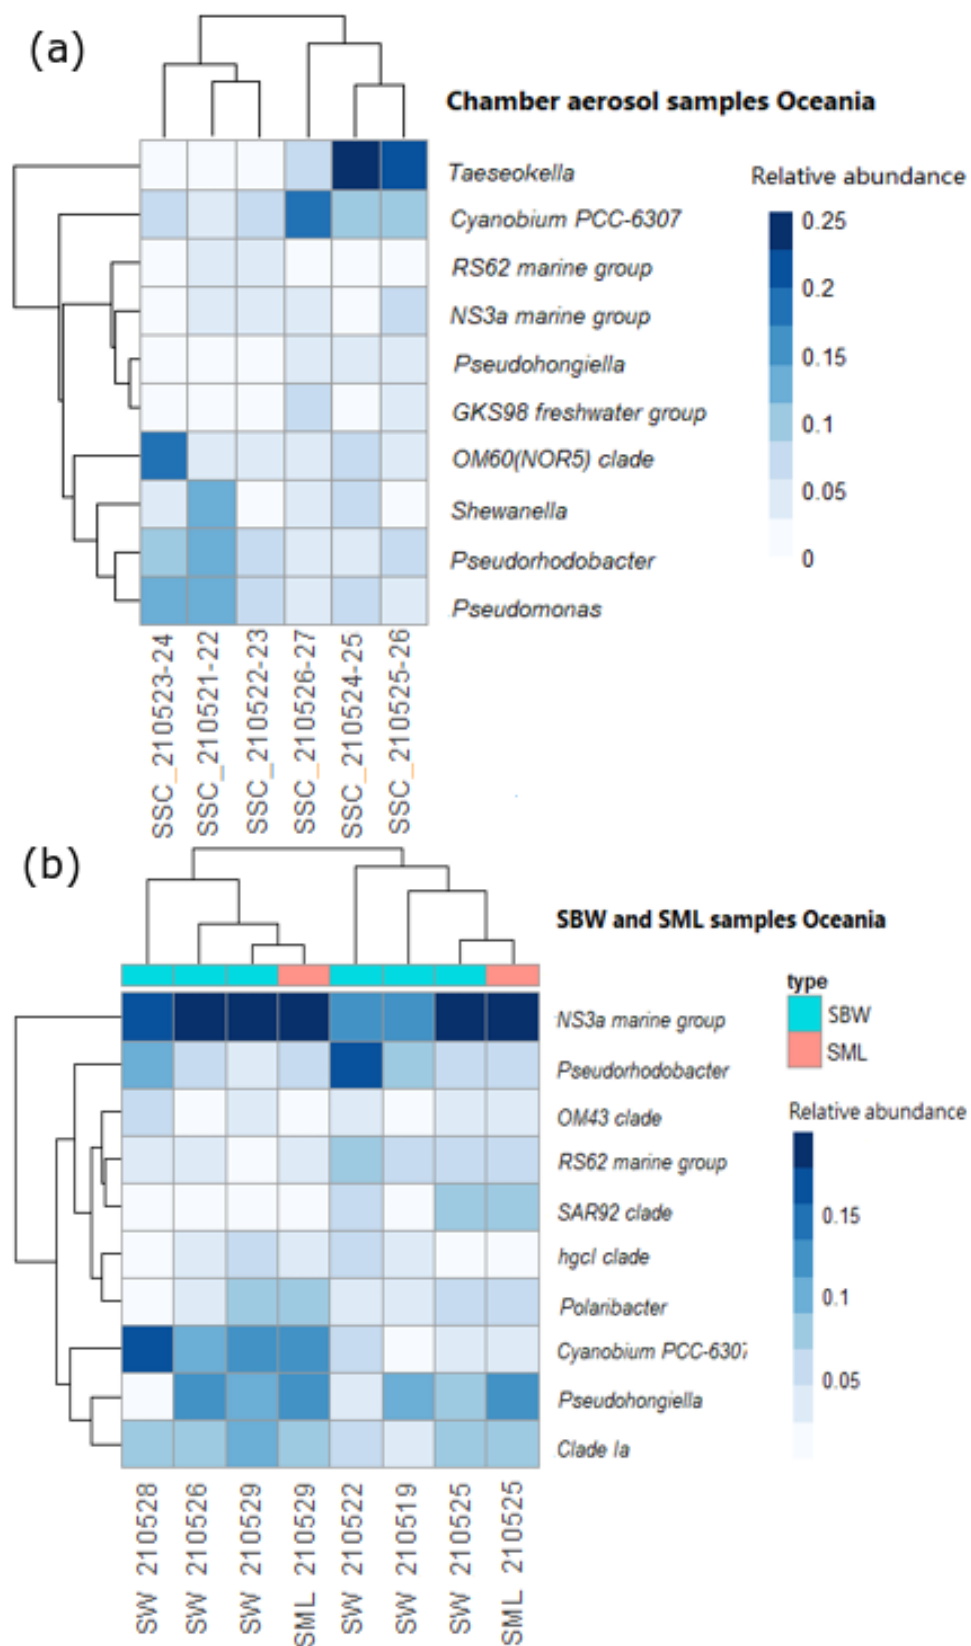 (a)
Chamber aerosol samples Oceania
Taeseokella
Cyanobium PCC-6307
RS62 marine group
NS3a marine group
Pseudohongiella
GKS98 freshwater group
OM60(NOR5) clade
Shewanella
Pseudorhodobacter
Pseudomonas
Relative abundance
0.25
0.2
0.15
0.1
0.05
0
SSC_210523-24
SSC_210521-22
SSC_210522-23
SSC_210526-27
SSC_210524-25
SSC_210525-26
(b)
SBW and SML samples Oceania
NS3a marine group
Pseudorhodobacter
OM43 clade
RS62 marine group
SAR92 clade
hgcI clade
Polaribacter
Cyanobium PCC-6307
Pseudohongiella
Clade Ia
type
SBW
SML
Relative abundance
0.15
0.1
0.05
SW 210528
SW 210526
SW 210529
SML 210529
SW 210522
SW 210519
SW 210525
SML 210525